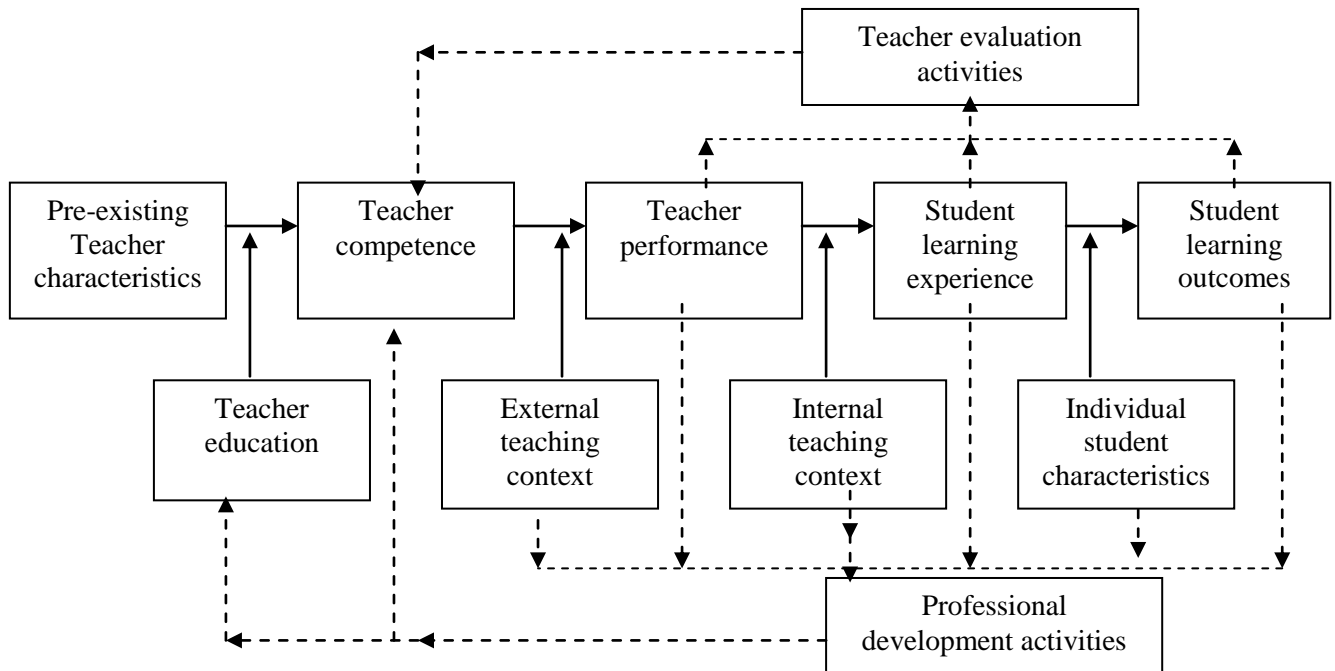 Teacher evaluation
activities
Pre-existing
Teacher
characteristics
Teacher
competence
Teacher
performance
Student
learning
experience
Student
learning
outcomes
Teacher
education
External
teaching
context
Internal
teaching
context
Individual
student
characteristics
Professional
development activities